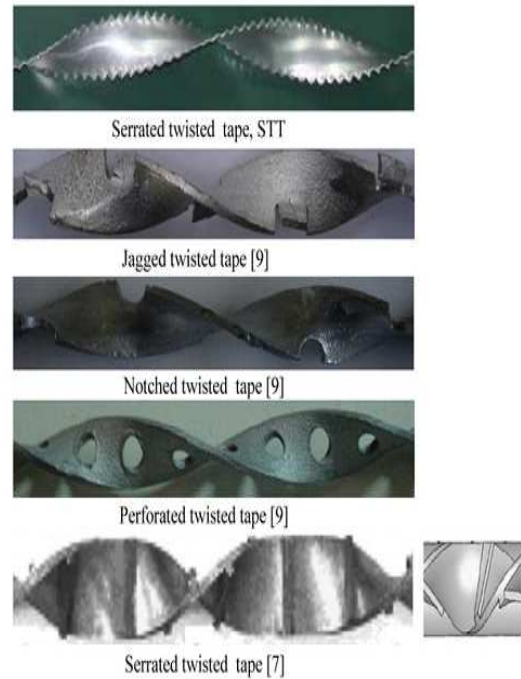 Serrated twisted tape, STT
Jagged twisted tape [9]
Notched twisted tape [9]
Perforated twisted tape [9]
Serrated twisted tape [7]